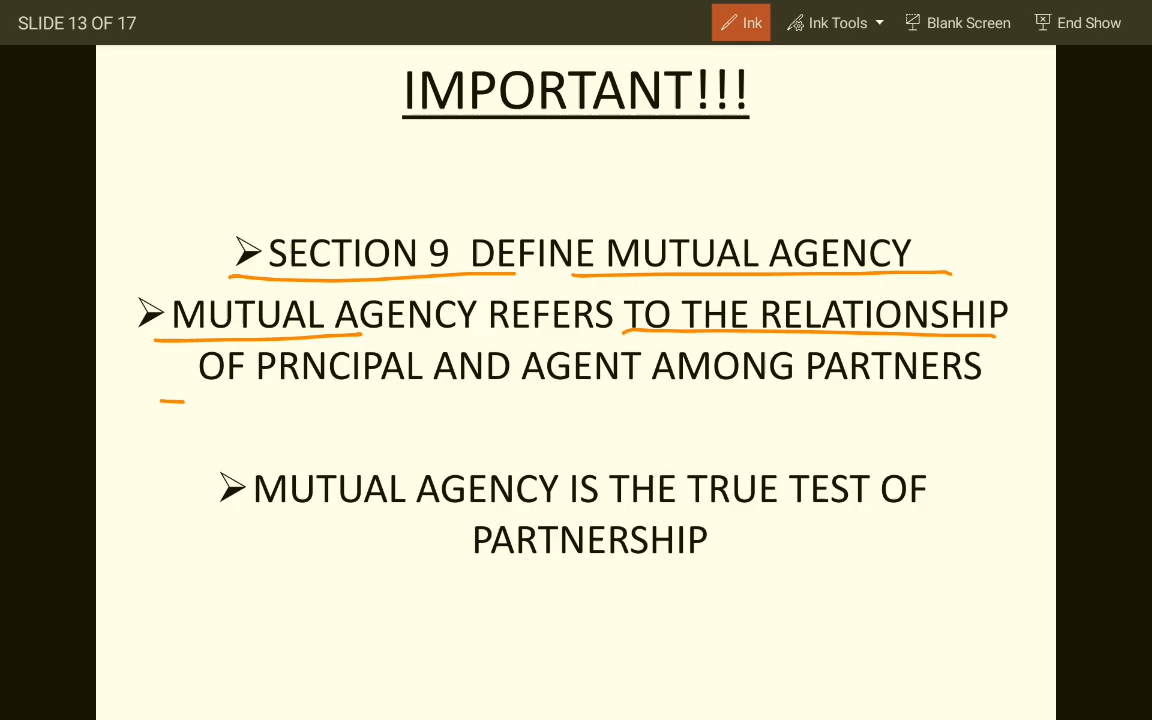 SLIDE 13 OF 17
Ink
Ink Tools
Blank Screen
End Show
IMPORTANT!!!
➢SECTION 9 DEFINE MUTUAL AGENCY
➢MUTUAL AGENCY REFERS TO THE RELATIONSHIP
OF PRNCIPAL AND AGENT AMONG PARTNERS
➢MUTUAL AGENCY IS THE TRUE TEST OF
PARTNERSHIP